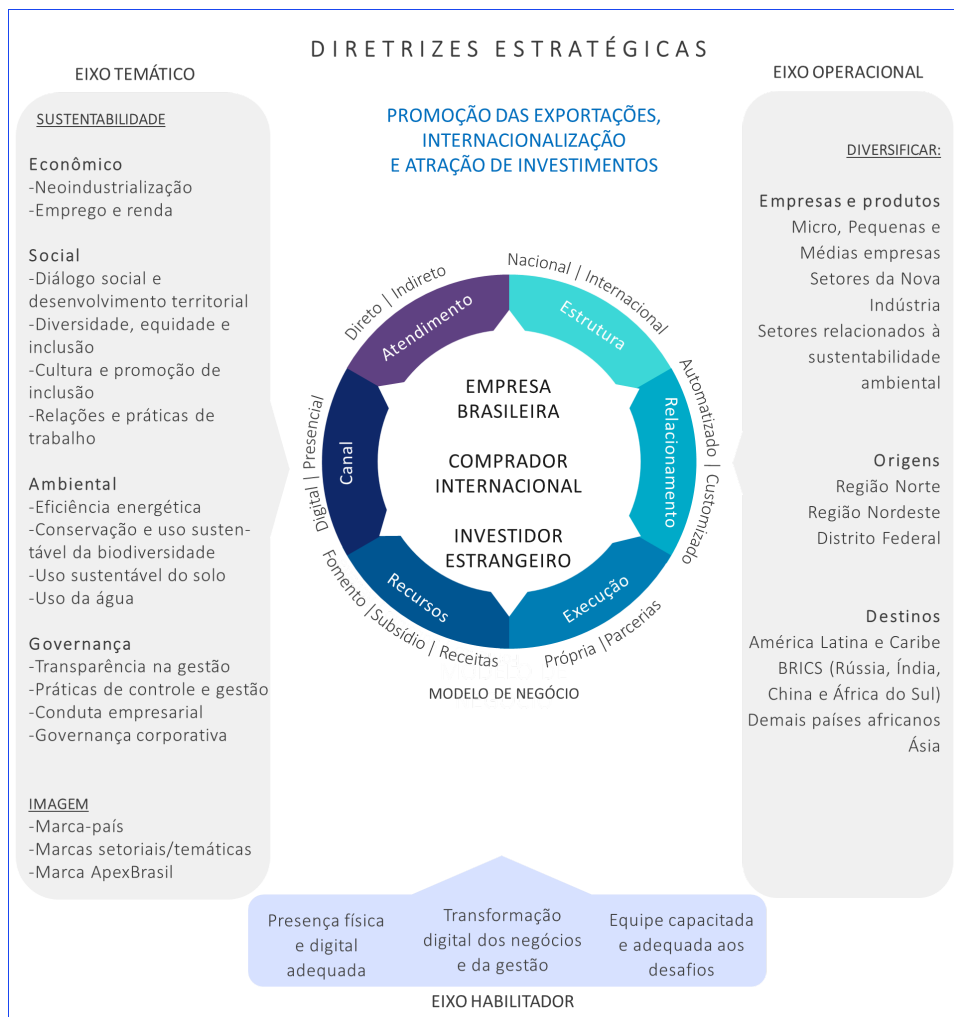 DIRETRIZES ESTRATÉGICAS
EIXO TEMÁTICO
SUSTENTABILIDADE
Econômico
-Neoindustrialização
-Emprego e renda
Social
-Diálogo social e
desenvolvimento territorial
-Diversidade, equidade e
inclusão
-Cultura e promoção de
inclusão
-Relações e práticas de
trabalho
Ambiental
-Eficiência energética
-Conservação e uso susten-
tável da biodiversidade
-Uso sustentável do solo
-Uso da água
Governança
-Transparência na gestão
-Práticas de controle e gestão
-Conduta empresarial
-Governança corporativa
IMAGEM
-Marca-país
-Marcas setoriais/temáticas
-Marca ApexBrasil
PROMOÇÃO DAS EXPORTAÇÕES,
INTERNACIONALIZAÇÃO
E ATRAÇÃO DE INVESTIMENTOS
Direto | Indireto
Atendimento
Nacional | Internacional
Estrutura
Automatizado | Customizado
Relacionamento
Própria |Parcerias
Execução
Fomento |Subsídio | Receitas
Recursos
Digital | Presencial
Canal
EMPRESA
BRASILEIRA
COMPRADOR
INTERNACIONAL
INVESTIDOR
ESTRANGEIRO
MODELO DE NEGÓCIO
EIXO OPERACIONAL
DIVERSIFICAR:
Empresas e produtos
Micro, Pequenas e
Médias empresas
Setores da Nova
Indústria
Setores relacionados à
sustentabilidade
ambiental
Origens
Região Norte
Região Nordeste
Distrito Federal
Destinos
América Latina e Caribe
BRICS (Rússia, Índia,
China e África do Sul)
Demais países africanos
Ásia
Presença física
e digital
adequada
Transformação
digital dos negócios
e da gestão
Equipe capacitada
e adequada aos
desafios
EIXO HABILITADOR